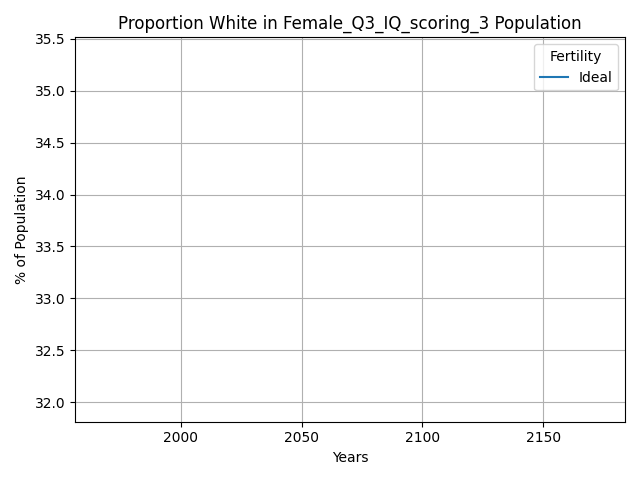 Proportion White in Female_Q3_IQ_scoring_3 Population
35.5
35.0
34.5
34.0
33.5
33.0
32.5
32.0
% of Population
Fertility
Ideal
2000
2050
2100
2150
Years